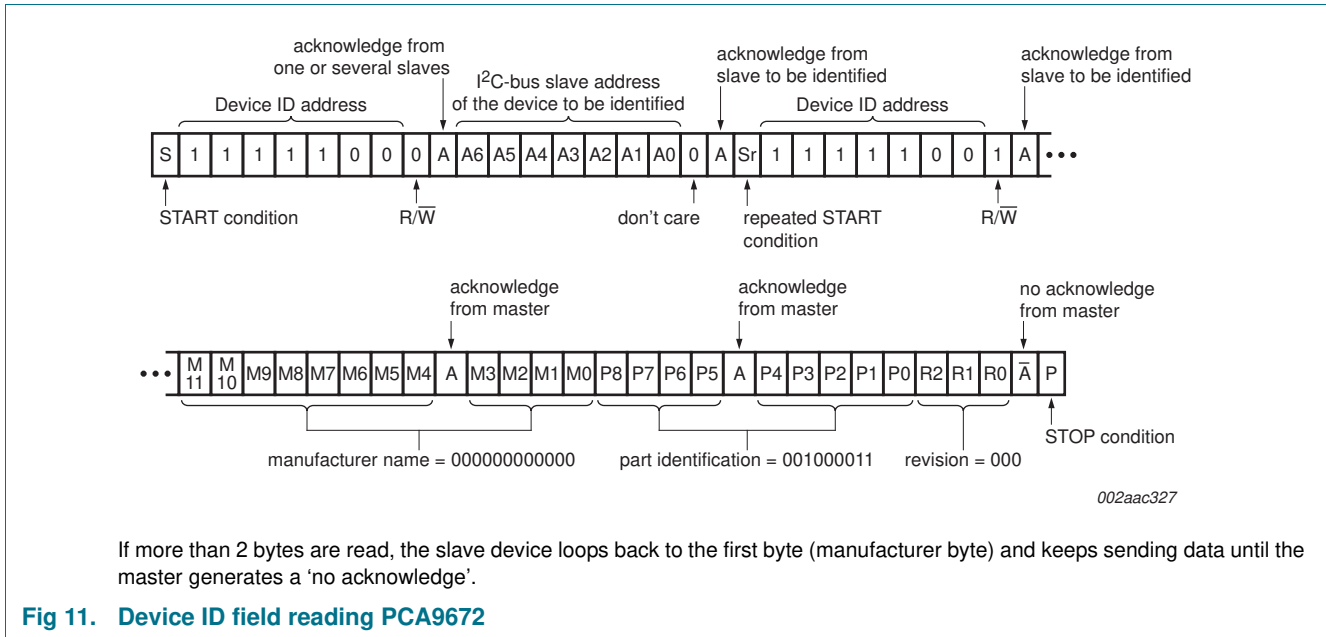 acknowledge from
one or several slaves
I2C-bus slave address
of the device to be identified
acknowledge from
slave to be identified
acknowledge from
slave to be identified
Device ID address
Device ID address
S 1 1 1 1 1 0 0 0 A A6 A5 A4 A3 A2 A1 A0 0 A Sr 1 1 1 1 1 0 0 1 A •••
START condition
R/W̅
don't care
repeated START
condition
R/W̅
acknowledge
from master
acknowledge
from master
no acknowledge
from master
••• M11 M10 M9 M8 M7 M6 M5 M4 A M3 M2 M1 M0 P8 P7 P6 P5 A P4 P3 P2 P1 P0 R2 R1 R0 A̅ P
STOP condition
manufacturer name = 000000000000
part identification = 001000011
revision = 000
002aac327
If more than 2 bytes are read, the slave device loops back to the first byte (manufacturer byte) and keeps sending data until the
master generates a ‘no acknowledge’.
Fig 11. Device ID field reading PCA9672